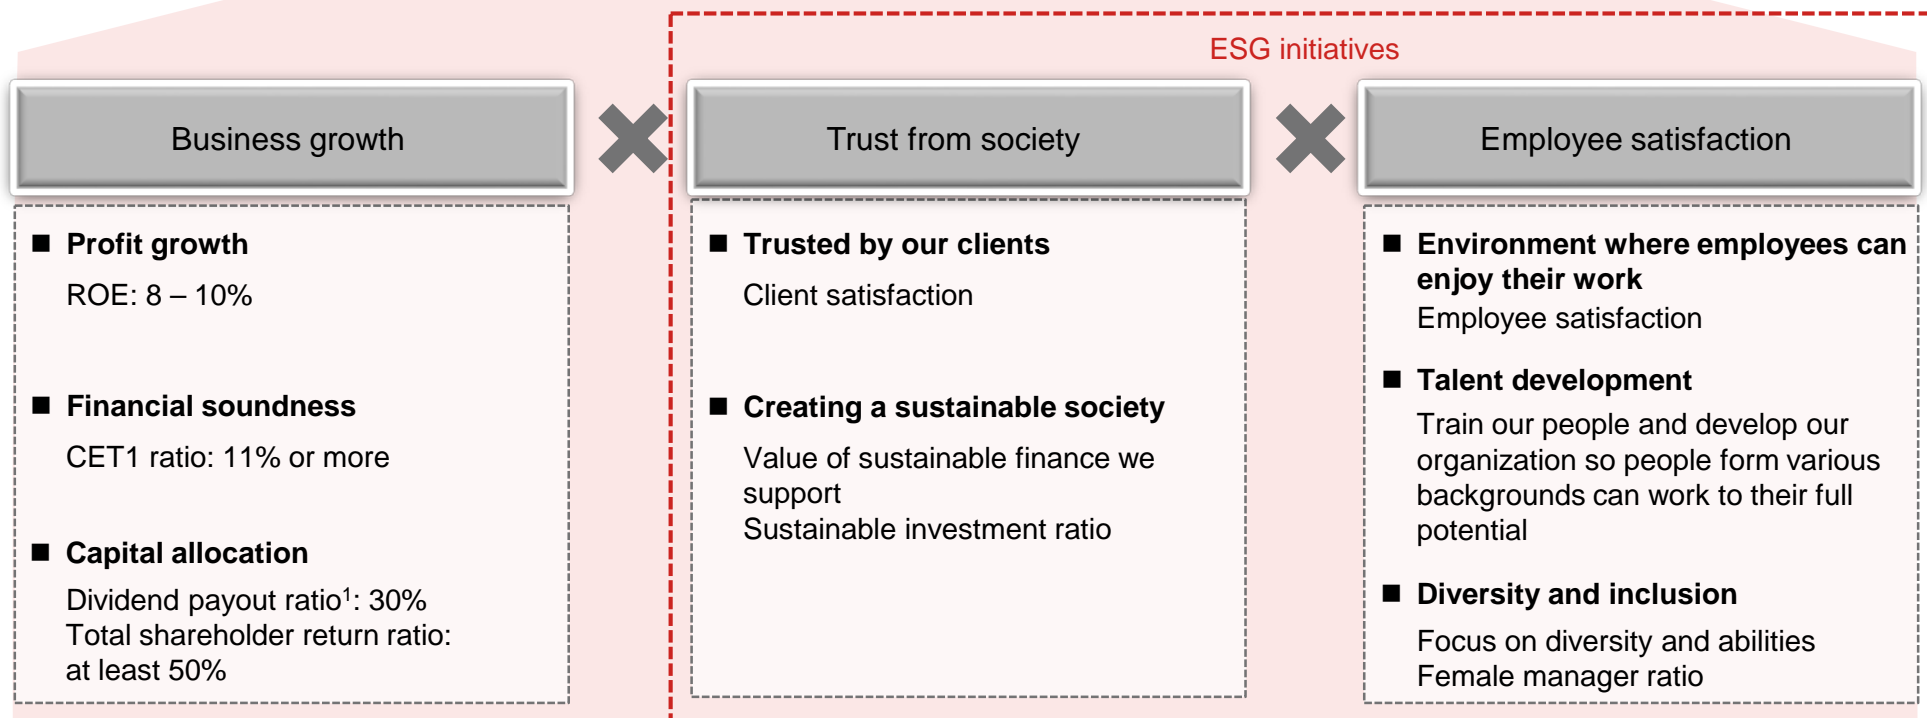 ESG initiatives
Business growth
■ Profit growth
ROE: 8 – 10%
■ Financial soundness
CET1 ratio: 11% or more
■ Capital allocation
Dividend payout ratio¹: 30%
Total shareholder return ratio:
at least 50%
Trust from society
■ Trusted by our clients
Client satisfaction
■ Creating a sustainable society
Value of sustainable finance we
support
Sustainable investment ratio
Employee satisfaction
■ Environment where employees can
enjoy their work
Employee satisfaction
■ Talent development
Train our people and develop our
organization so people form various
backgrounds can work to their full
potential
■ Diversity and inclusion
Focus on diversity and abilities
Female manager ratio